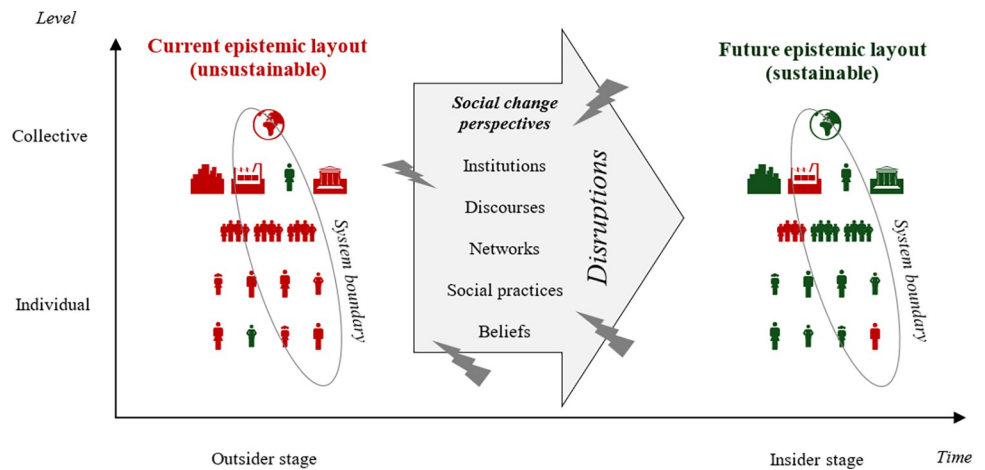 Level
Current epistemic layout
(unsustainable)
Future epistemic layout
(sustainable)
Collective
Individual
System boundary
Social change
perspectives
Institutions
Discourses
Networks
Social practices
Beliefs
Disruptions
System boundary
Outsider stage
Insider stage
Time